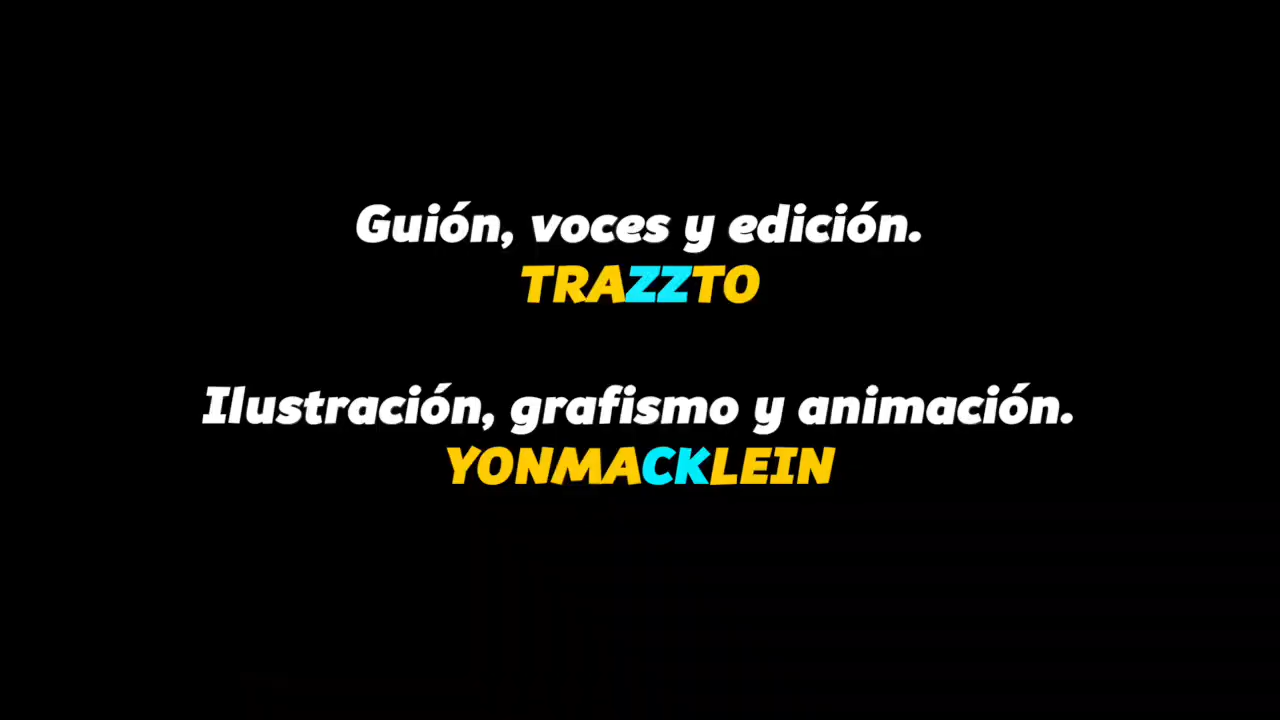 Guión, voces y edición.
TRAZZTO
Ilustración, grafismo y animación.
YONMACKLEIN